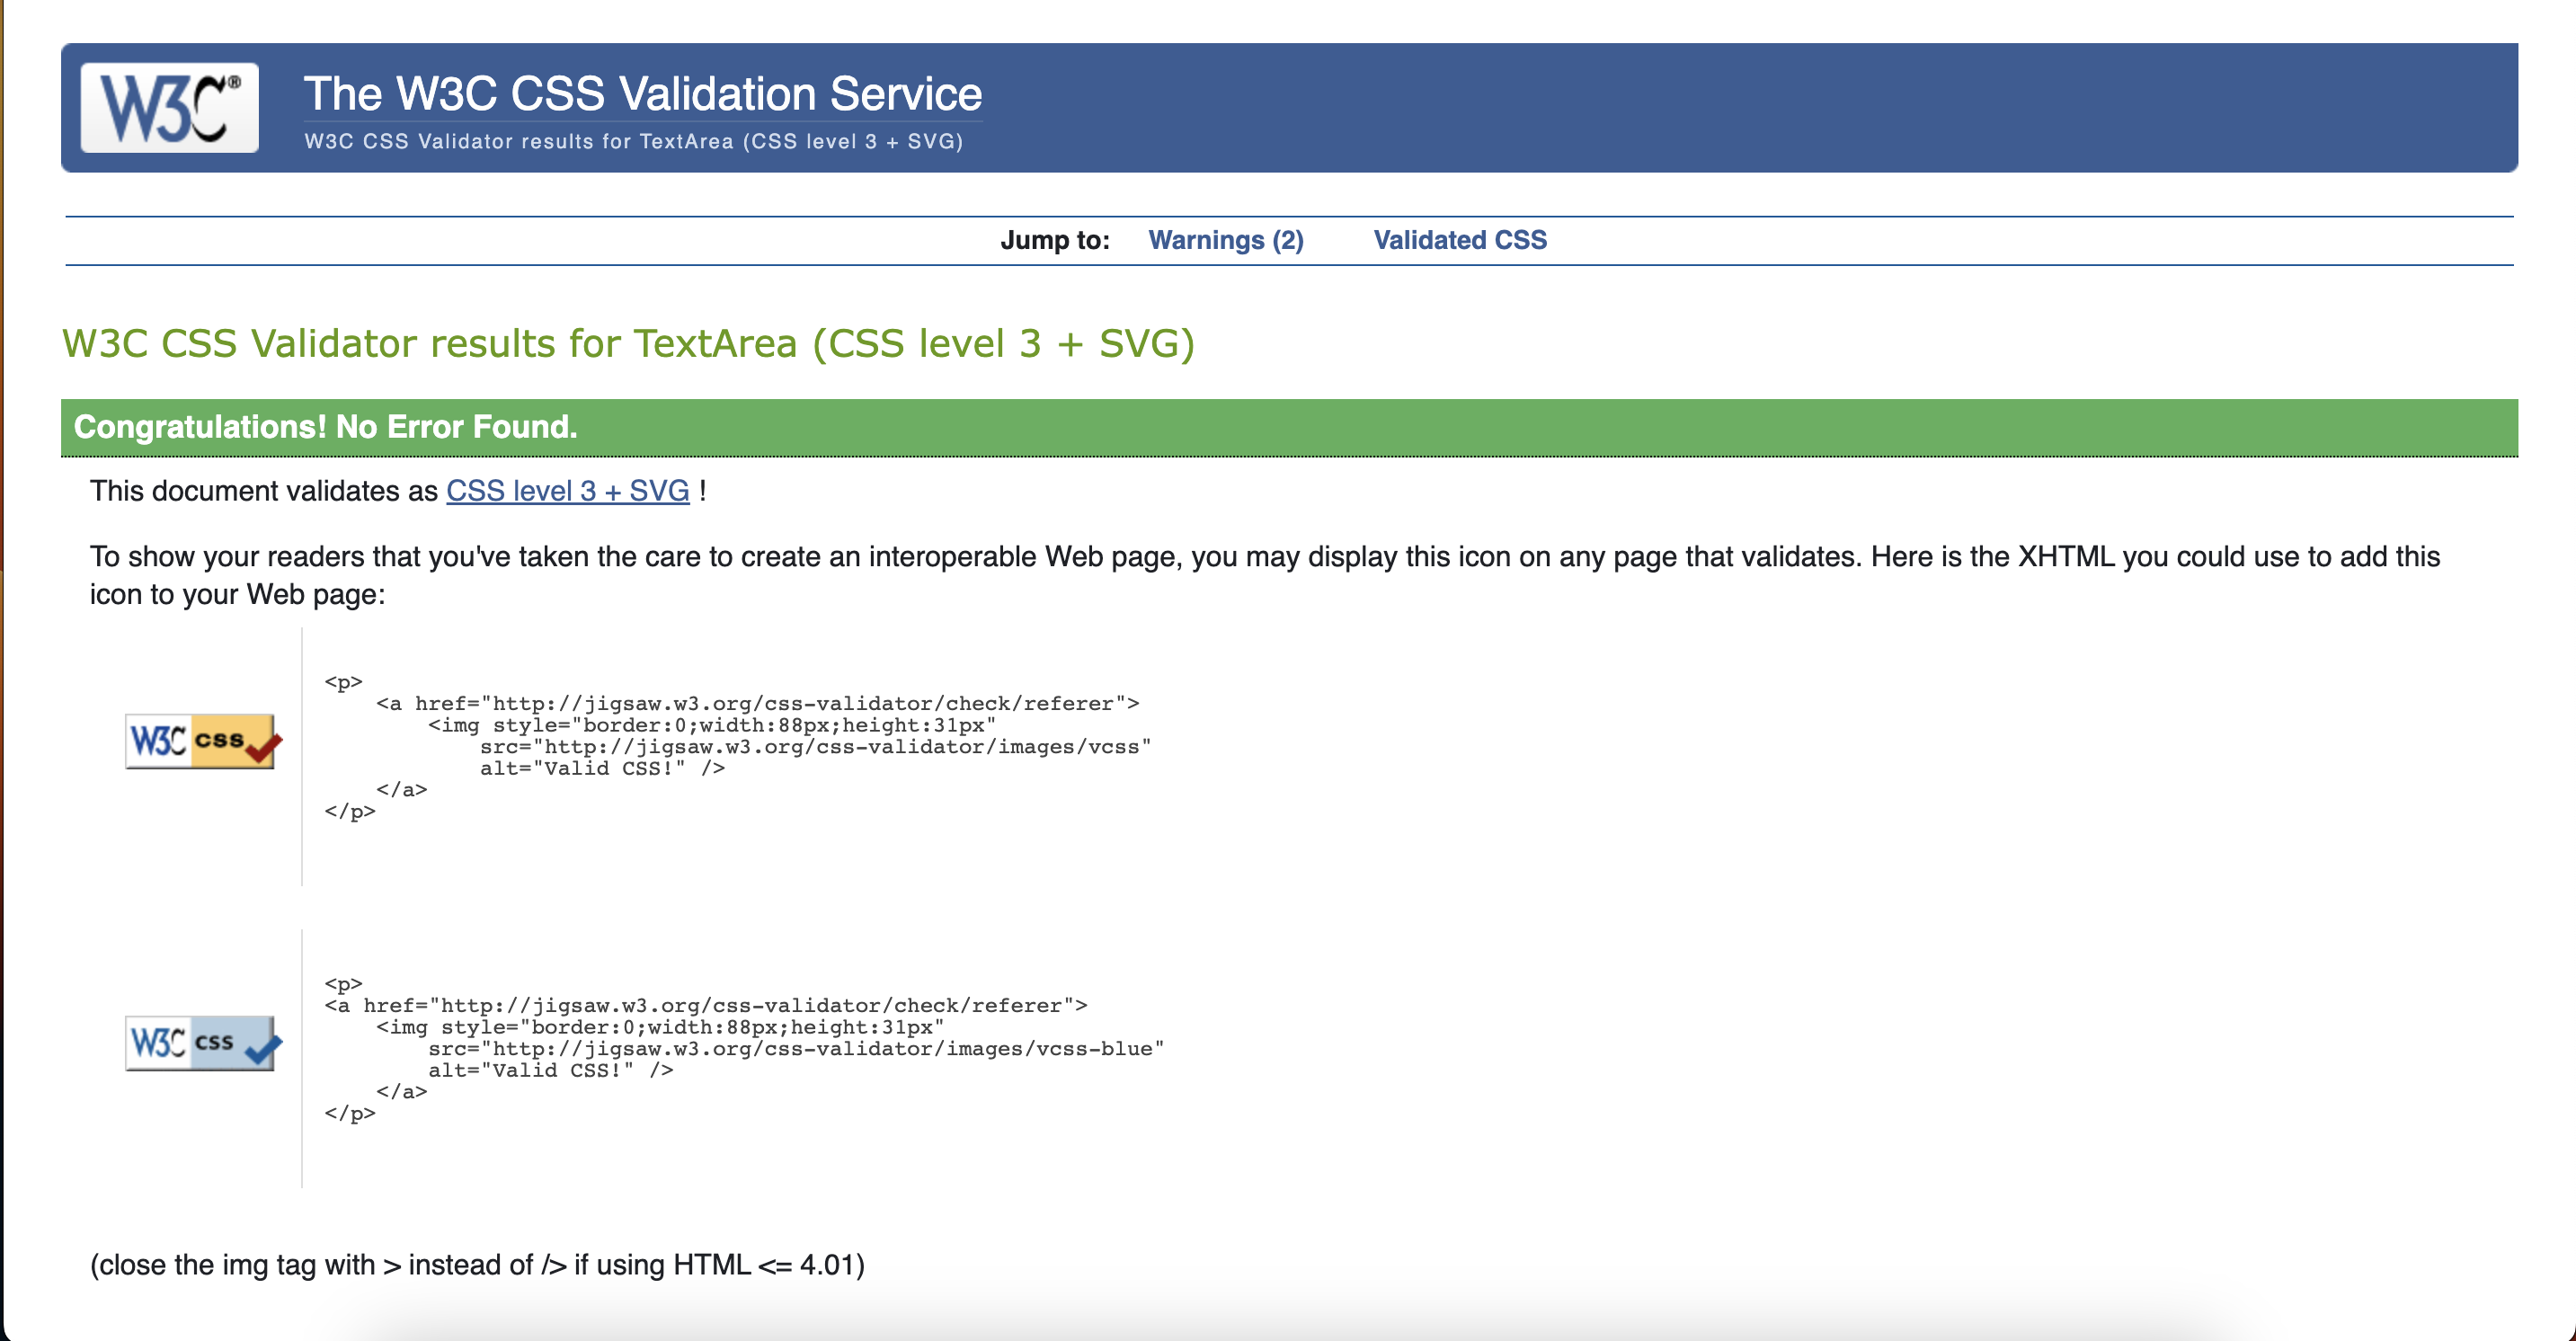 W3C®
The W3C CSS Validation Service
W3C CSS Validator results for TextArea (CSS level 3 + SVG)
Jump to: Warnings (2) Validated CSS
W3C CSS Validator results for TextArea (CSS level 3 + SVG)
Congratulations! No Error Found.
This document validates as CSS level 3 + SVG !
To show your readers that you've taken the care to create an interoperable Web page, you may display this icon on any page that validates. Here is the XHTML you could use to add this
icon to your Web page:
W3C css
<p>
    <a href="http://jigsaw.w3.org/css-validator/check/referer">
        <img style="border:0;width:88px;height:31px"
            src="http://jigsaw.w3.org/css-validator/images/vcss"
            alt="Valid CSS!" />
    </a>
</p>
W3C css
<p>
<a href="http://jigsaw.w3.org/css-validator/check/referer">
    <img style="border:0;width:88px;height:31px"
        src="http://jigsaw.w3.org/css-validator/images/vcss-blue"
        alt="Valid CSS!" />
    </a>
</p>
(close the img tag with > instead of /> if using HTML <= 4.01)